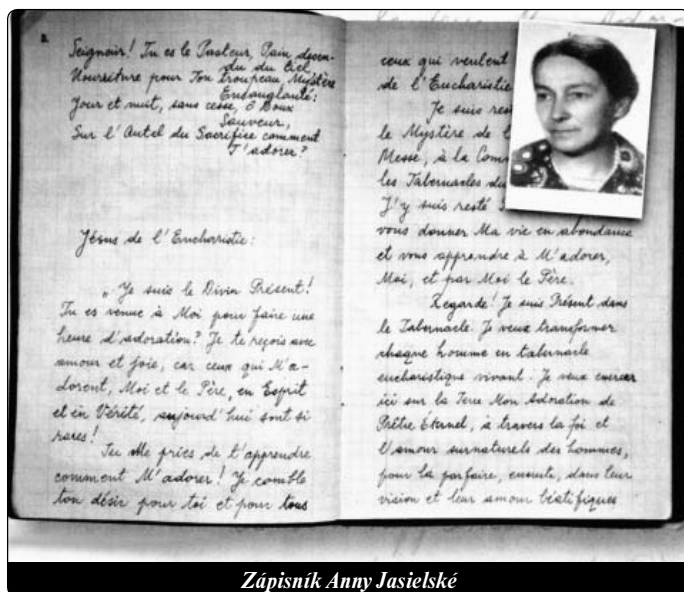 2.
Seigneur! Tu es le Pasteur, Pain descen-
du du Ciel
Nourriture pour Ton troupeau, Mystère
Ensanglanté:
Jour et nuit, sans cesse, ô Doux
Sauveur,
Sur l'Autel du Sacrifice comment
T'adorer?
Jésus de l'Eucharistie:
„Je suis le Divin Présent!
Tu es venue à Moi pour faire une
heure d'adoration? Je te reçois avec
amour et joie, car ceux qui M'a-
dorent, Moi et le Père, en Esprit
et en Vérité, aujourd'hui sont si
rares!
Tu Me pries de t'apprendre
comment M'adorer! Je comble
ton désir pour toi et pour tous
ceux qui veulent
de l'Eucharistie
Je suis
le Mystère de
Messe, à la
les Tabernacles
J'y suis resté
vous donner Ma vie en abondance
et vous apprendre à M'adorer,
Moi, et par Moi le Père.
Regarde! Je suis Présent dans
le Tabernacle. Je veux transformer
chaque homme en tabernacle
eucharistique vivant. Je veux exercer
ici sur la Terre Mon Adoration de
Prêtre Éternel, à travers la foi et
l'amour surnaturels des hommes,
pour la parfaire, ensuite, dans leur
vision et leur amour béatifiques
Zápisník Anny Jasielské